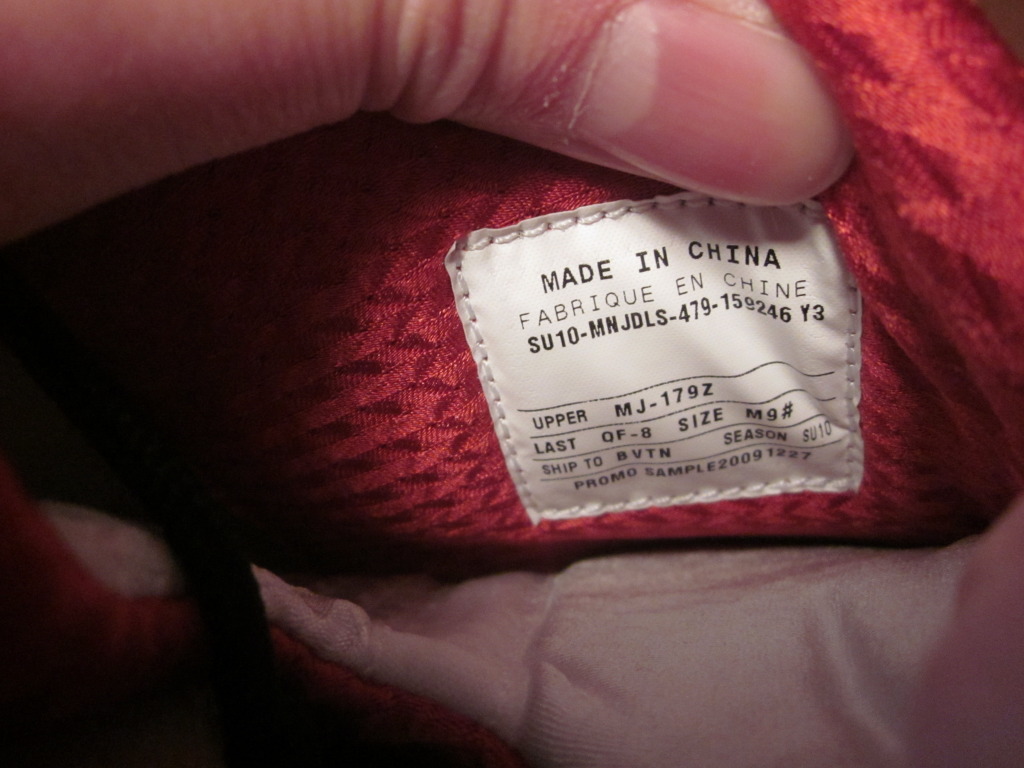 MADE IN CHINA
FABRIQUE EN CHINE
SU10-MNJDLS-479-159246 Y3
UPPER MJ-179Z
LAST QF-8 SIZE M9#
SHIP TO BVTN SEASON SU10
PROMO SAMPLE20091227